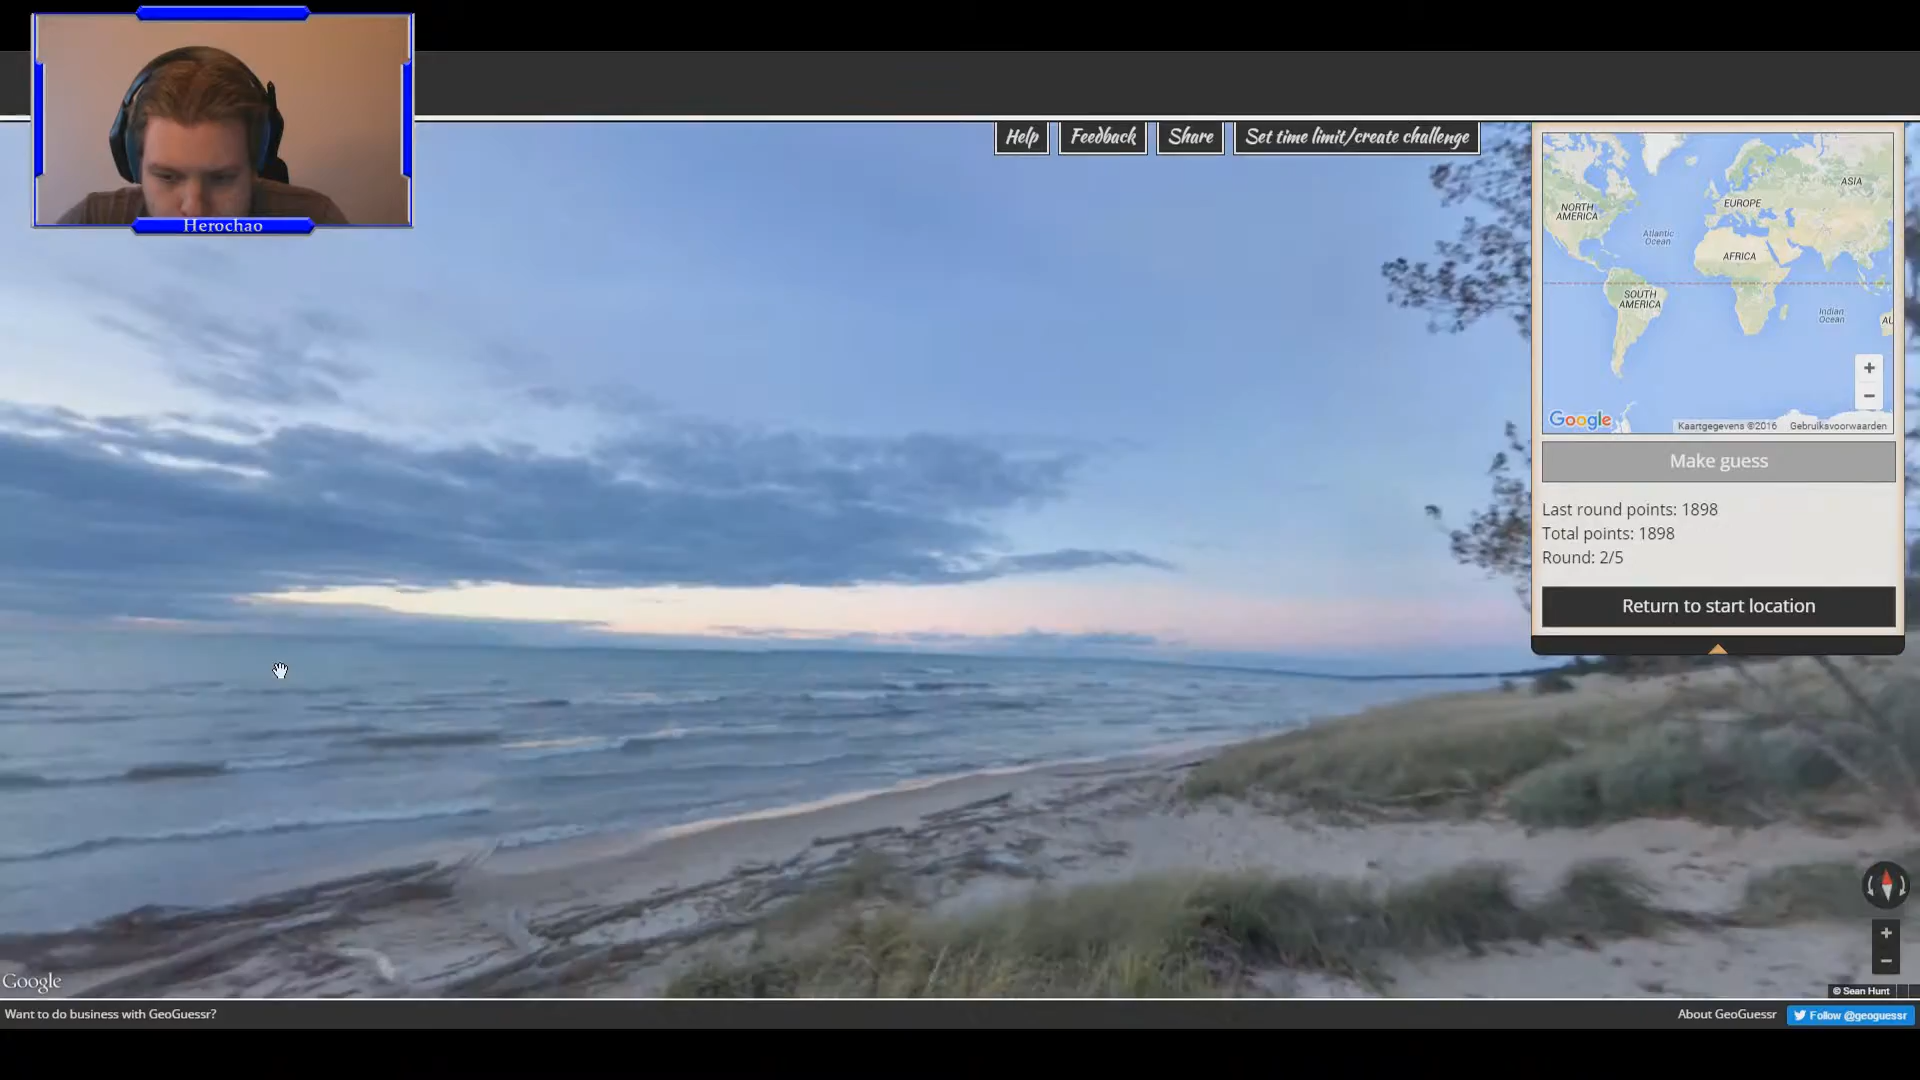 Herochao
Help
Feedback
Share
Set time limit/create challenge
NORTH
AMERICA
Atlantic
Ocean
EUROPE
ASIA
AFRICA
SOUTH
AMERICA
Indian
Ocean
AU
+
−
Google
Kaartgegevens ©2016
Gebruiksvoorwaarden
Make guess
Last round points: 1898
Total points: 1898
Round: 2/5
Return to start location
+
−
Google
© Sean Hunt
Want to do business with GeoGuessr?
About GeoGuessr
Follow @geoguessr